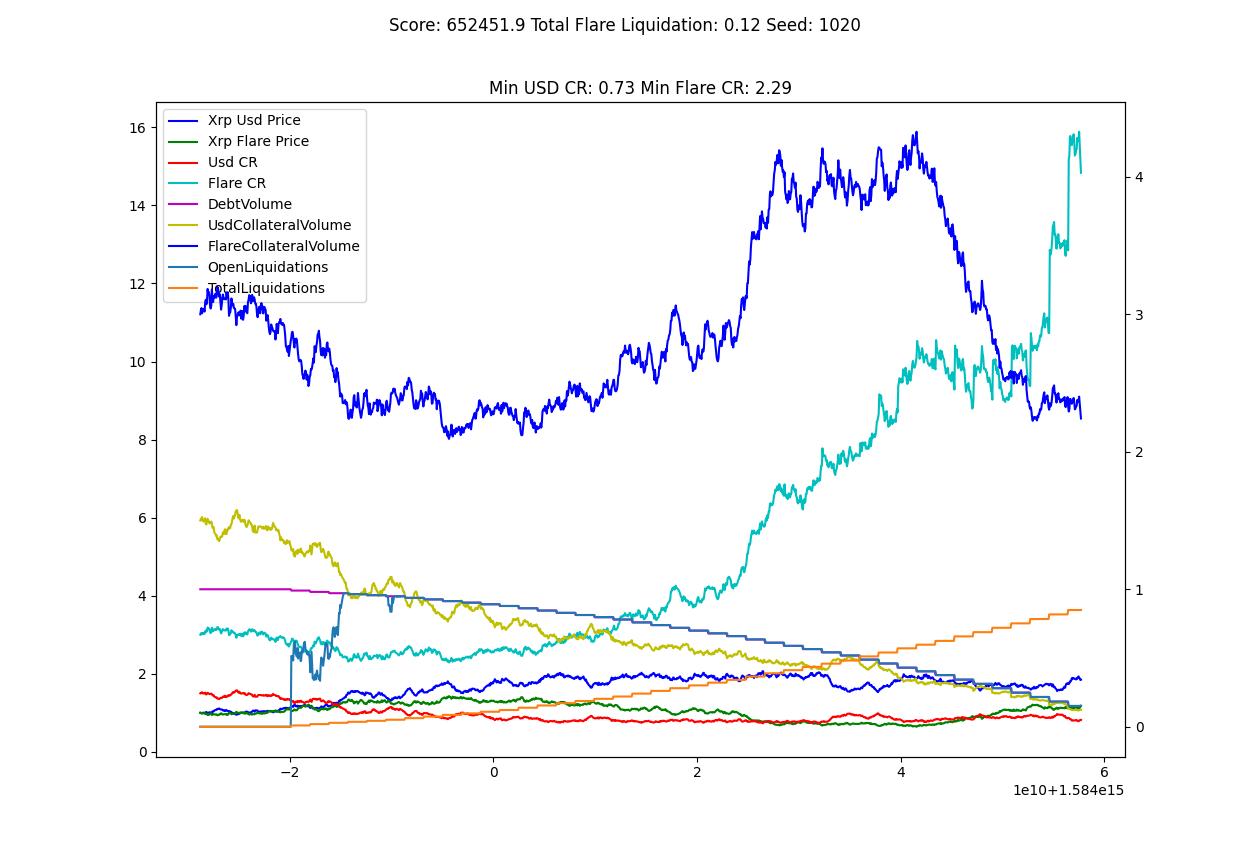 Score: 652451.9 Total Flare Liquidation: 0.12 Seed: 1020
Min USD CR: 0.73 Min Flare CR: 2.29
Xrp Usd Price
Xrp Flare Price
Usd CR
Flare CR
DebtVolume
UsdCollateralVolume
FlareCollateralVolume
OpenLiquidations
TotalLiquidations
16
14
12
10
8
6
4
2
0
4
3
2
1
0
−2
0
2
4
6
1e10+1.584e15